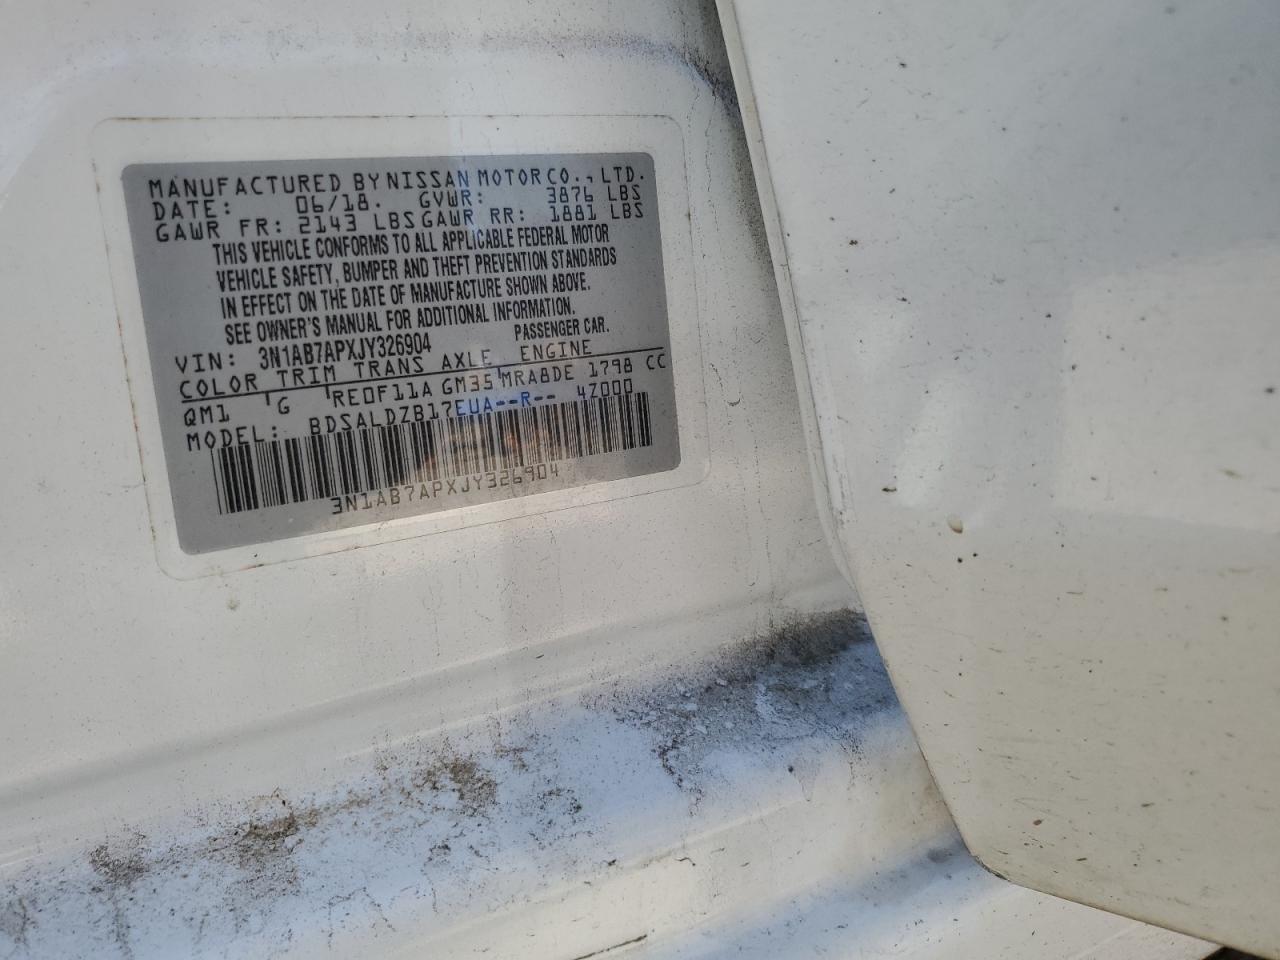 MANUFACTURED BY NISSAN MOTOR CO., LTD.
DATE: 06/18. GVWR: 3876 LBS
GAWR FR: 2143 LBS GAWR RR: 1881 LBS
THIS VEHICLE CONFORMS TO ALL APPLICABLE FEDERAL MOTOR
VEHICLE SAFETY, BUMPER AND THEFT PREVENTION STANDARDS
IN EFFECT ON THE DATE OF MANUFACTURE SHOWN ABOVE.
SEE OWNER'S MANUAL FOR ADDITIONAL INFORMATION.
VIN: 3N1AB7APXJY326904 PASSENGER CAR.
COLOR TRIM TRANS AXLE ENGINE
QM1 G RE0F11A GM35 MRA8DE 1798 CC
MODEL: BDSALDZB17EUA--R-- 4Z000
3N1AB7APXJY326904